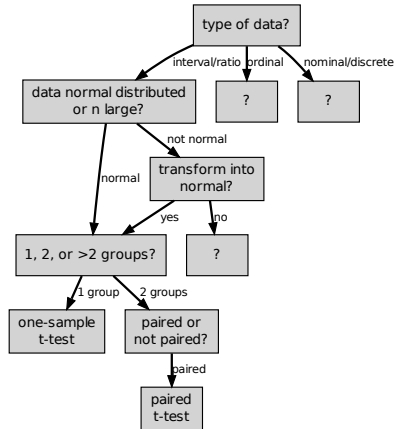 type of data?
interval/ratio
ordinal
nominal/discrete
data normal distributed
or n large?
?
?
not normal
transform into
normal?
normal
yes
no
1, 2, or >2 groups?
?
1 group
2 groups
one-sample
t-test
paired or
not paired?
paired
paired
t-test